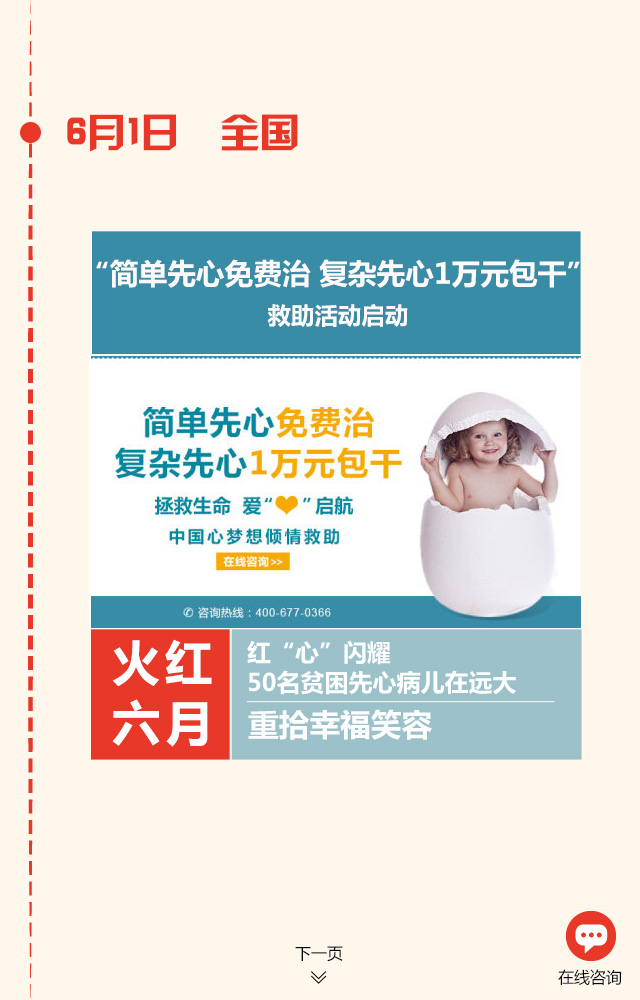 6月1日 全国
“简单先心免费治 复杂先心1万元包干”
救助活动启动
简单先心免费治
复杂先心1万元包干
拯救生命 爱“❤”启航
中国心梦想倾情救助
在线咨询>>
✆ 咨询热线：400-677-0366
火红
六月
红“心”闪耀
50名贫困先心病儿在远大
重拾幸福笑容
下一页
在线咨询